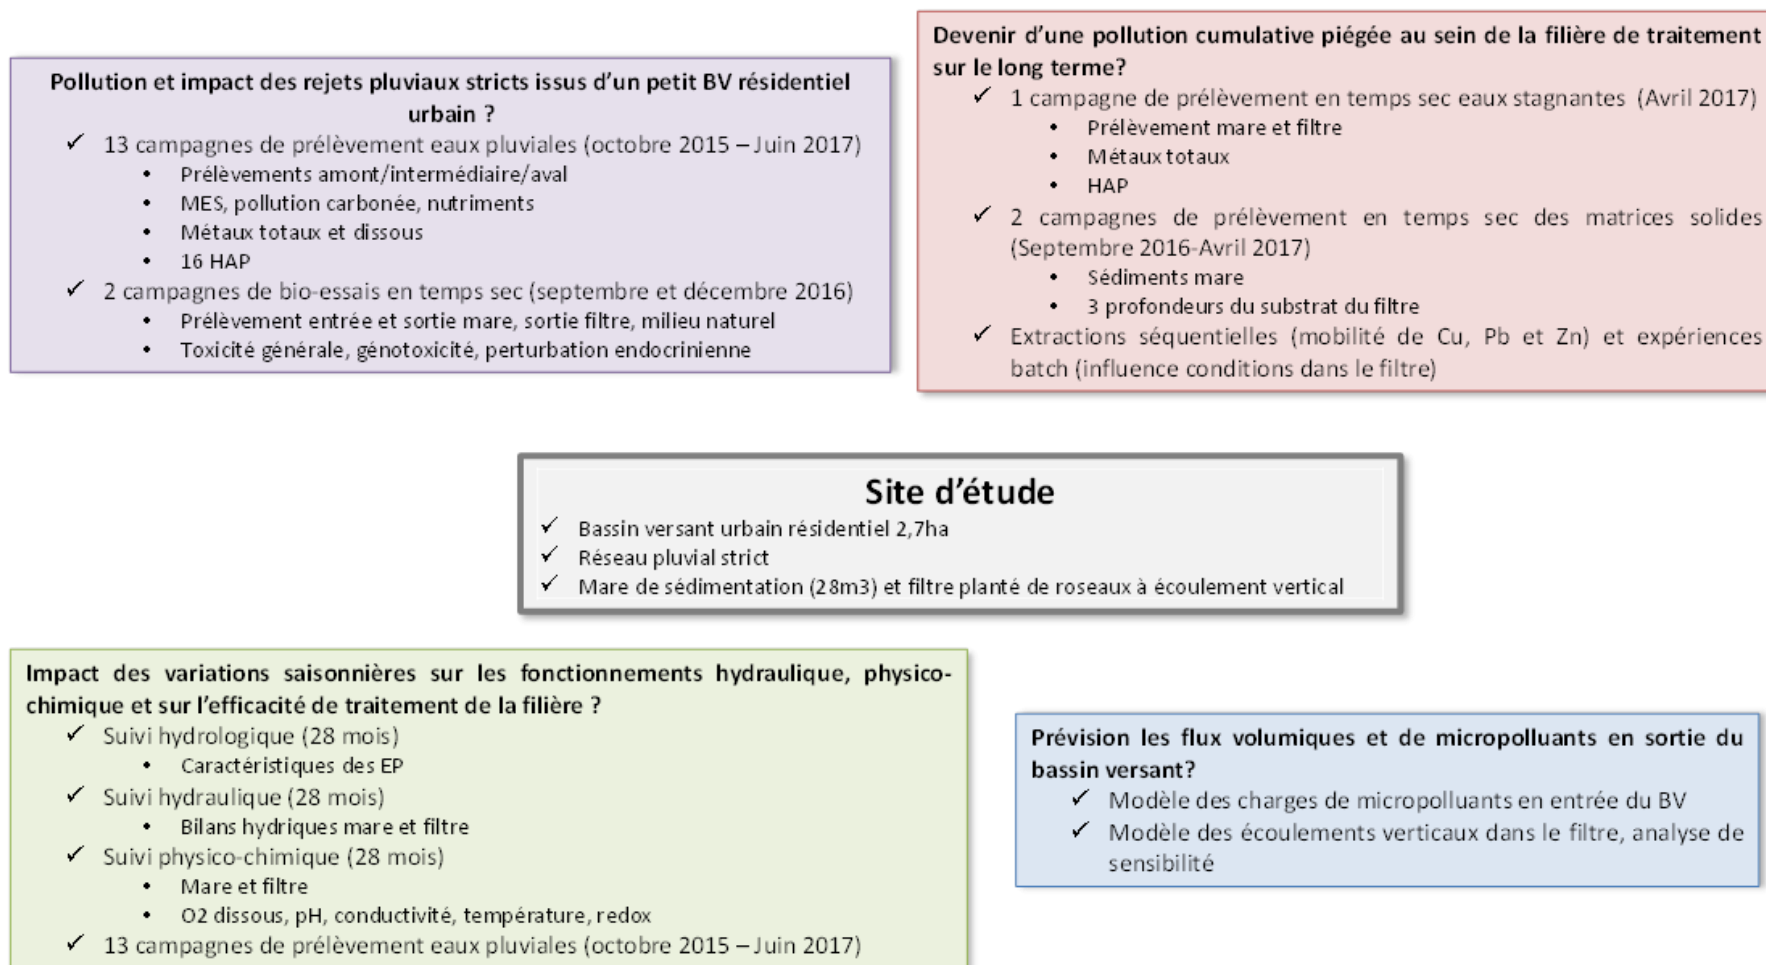 Pollution et impact des rejets pluviaux stricts issus d'un petit BV résidentiel
urbain ?
✓ 13 campagnes de prélèvement eaux pluviales (octobre 2015 – Juin 2017)
• Prélèvements amont/intermédiaire/aval
• MES, pollution carbonée, nutriments
• Métaux totaux et dissous
• 16 HAP
✓ 2 campagnes de bio-essais en temps sec (septembre et décembre 2016)
• Prélèvement entrée et sortie mare, sortie filtre, milieu naturel
• Toxicité générale, génotoxicité, perturbation endocrinienne
Devenir d'une pollution cumulative piégée au sein de la filière de traitement
sur le long terme?
✓ 1 campagne de prélèvement en temps sec eaux stagnantes (Avril 2017)
• Prélèvement mare et filtre
• Métaux totaux
• HAP
✓ 2 campagnes de prélèvement en temps sec des matrices solides
(Septembre 2016-Avril 2017)
• Sédiments mare
• 3 profondeurs du substrat du filtre
✓ Extractions séquentielles (mobilité de Cu, Pb et Zn) et expériences
batch (influence conditions dans le filtre)
Site d'étude
✓ Bassin versant urbain résidentiel 2,7ha
✓ Réseau pluvial strict
✓ Mare de sédimentation (28m3) et filtre planté de roseaux à écoulement vertical
Impact des variations saisonnières sur les fonctionnements hydraulique, physico-
chimique et sur l'efficacité de traitement de la filière ?
✓ Suivi hydrologique (28 mois)
• Caractéristiques des EP
✓ Suivi hydraulique (28 mois)
• Bilans hydriques mare et filtre
✓ Suivi physico-chimique (28 mois)
• Mare et filtre
• O2 dissous, pH, conductivité, température, redox
✓ 13 campagnes de prélèvement eaux pluviales (octobre 2015 – Juin 2017)
Prévision les flux volumiques et de micropolluants en sortie du
bassin versant?
✓ Modèle des charges de micropolluants en entrée du BV
✓ Modèle des écoulements verticaux dans le filtre, analyse de
sensibilité